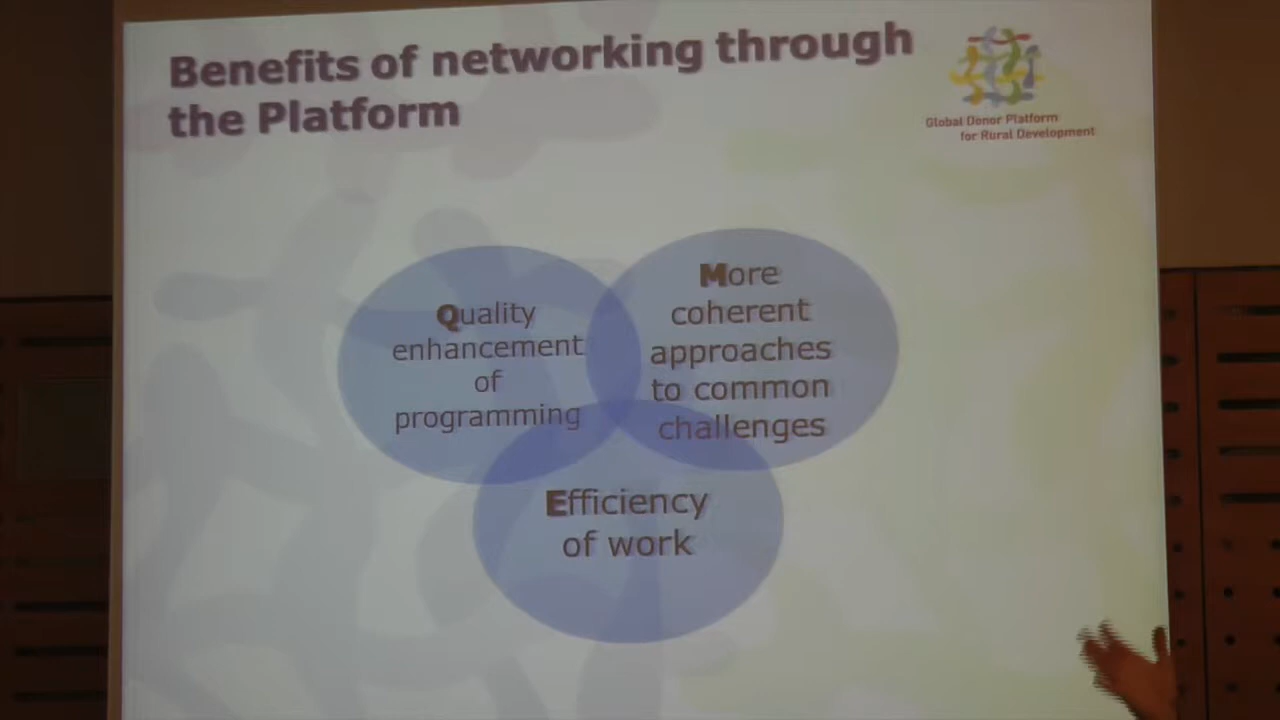 Benefits of networking through
the Platform
Global Donor Platform
for Rural Development
Quality
enhancement
of
programming
More
coherent
approaches
to common
challenges
Efficiency
of work